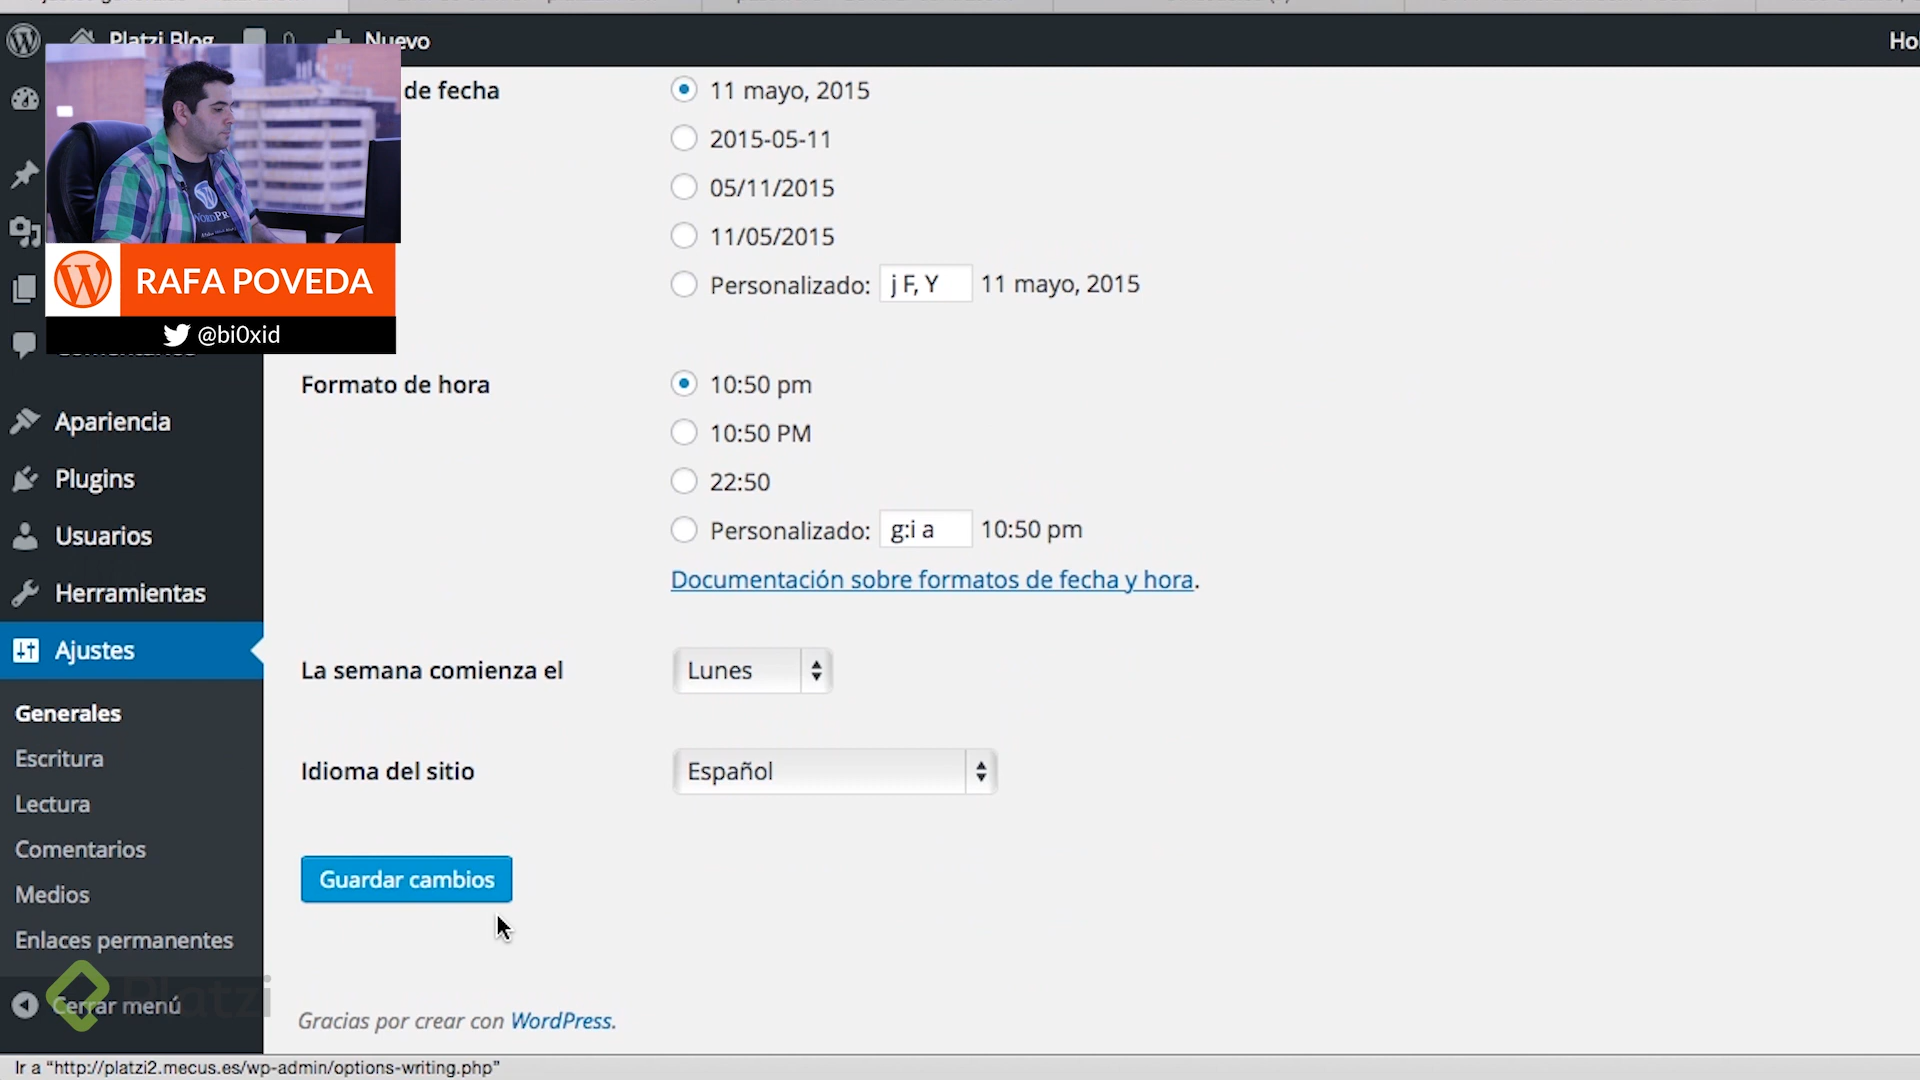 Platzi Blog
0
Nuevo
de fecha
11 mayo, 2015
2015-05-11
05/11/2015
11/05/2015
Personalizado: j F, Y 11 mayo, 2015
WORDPR
RAFA POVEDA
@bi0xid
Comentarios
Formato de hora
10:50 pm
10:50 PM
22:50
Personalizado: g:i a 10:50 pm
Documentación sobre formatos de fecha y hora.
Apariencia
Plugins
Usuarios
Herramientas
Ajustes
La semana comienza el
Lunes
Generales
Escritura
Lectura
Comentarios
Medios
Enlaces permanentes
Idioma del sitio
Español
Guardar cambios
Cerrar menú
Platzi
Gracias por crear con WordPress.
Ir a “http://platzi2.mecus.es/wp-admin/options-writing.php”